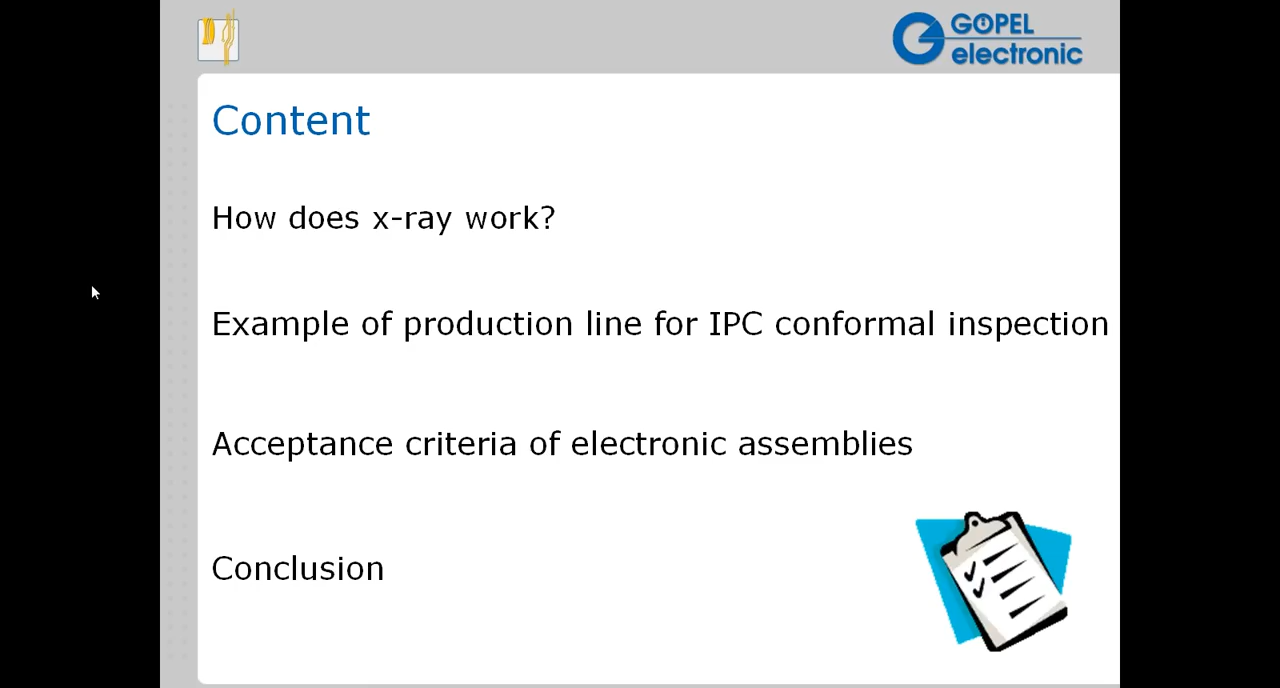 GÖPEL
electronic
Content
How does x-ray work?
Example of production line for IPC conformal inspection
Acceptance criteria of electronic assemblies
Conclusion